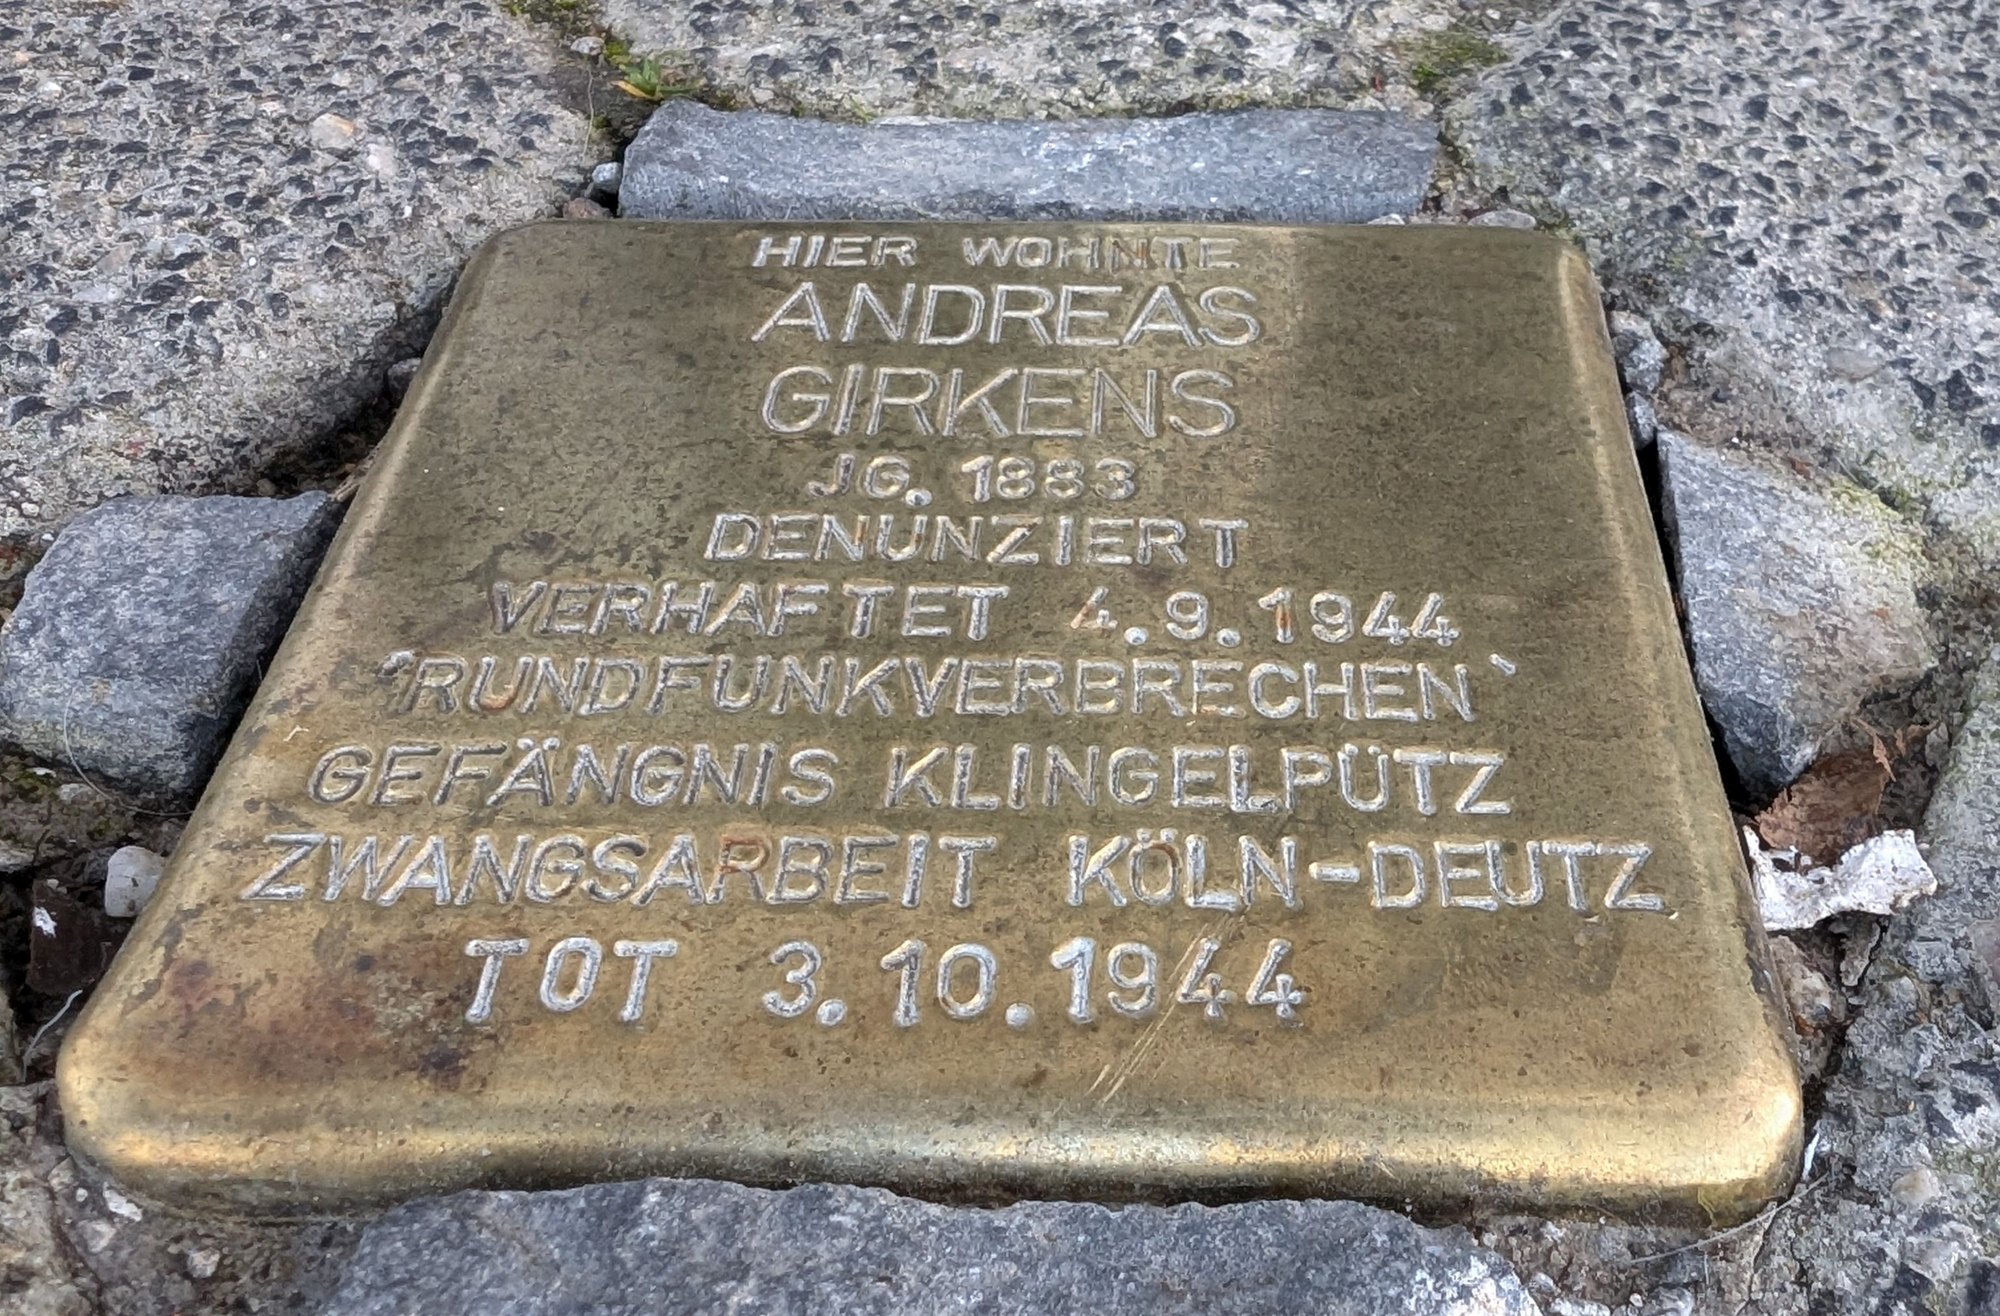 HIER WOHNTE
ANDREAS
GIRKENS
JG. 1883
DENUNZIERT
VERHAFTET 4.9.1944
'RUNDFUNKVERBRECHEN`
GEFÄNGNIS KLINGELPÜTZ
ZWANGSARBEIT KÖLN-DEUTZ
TOT 3.10.1944